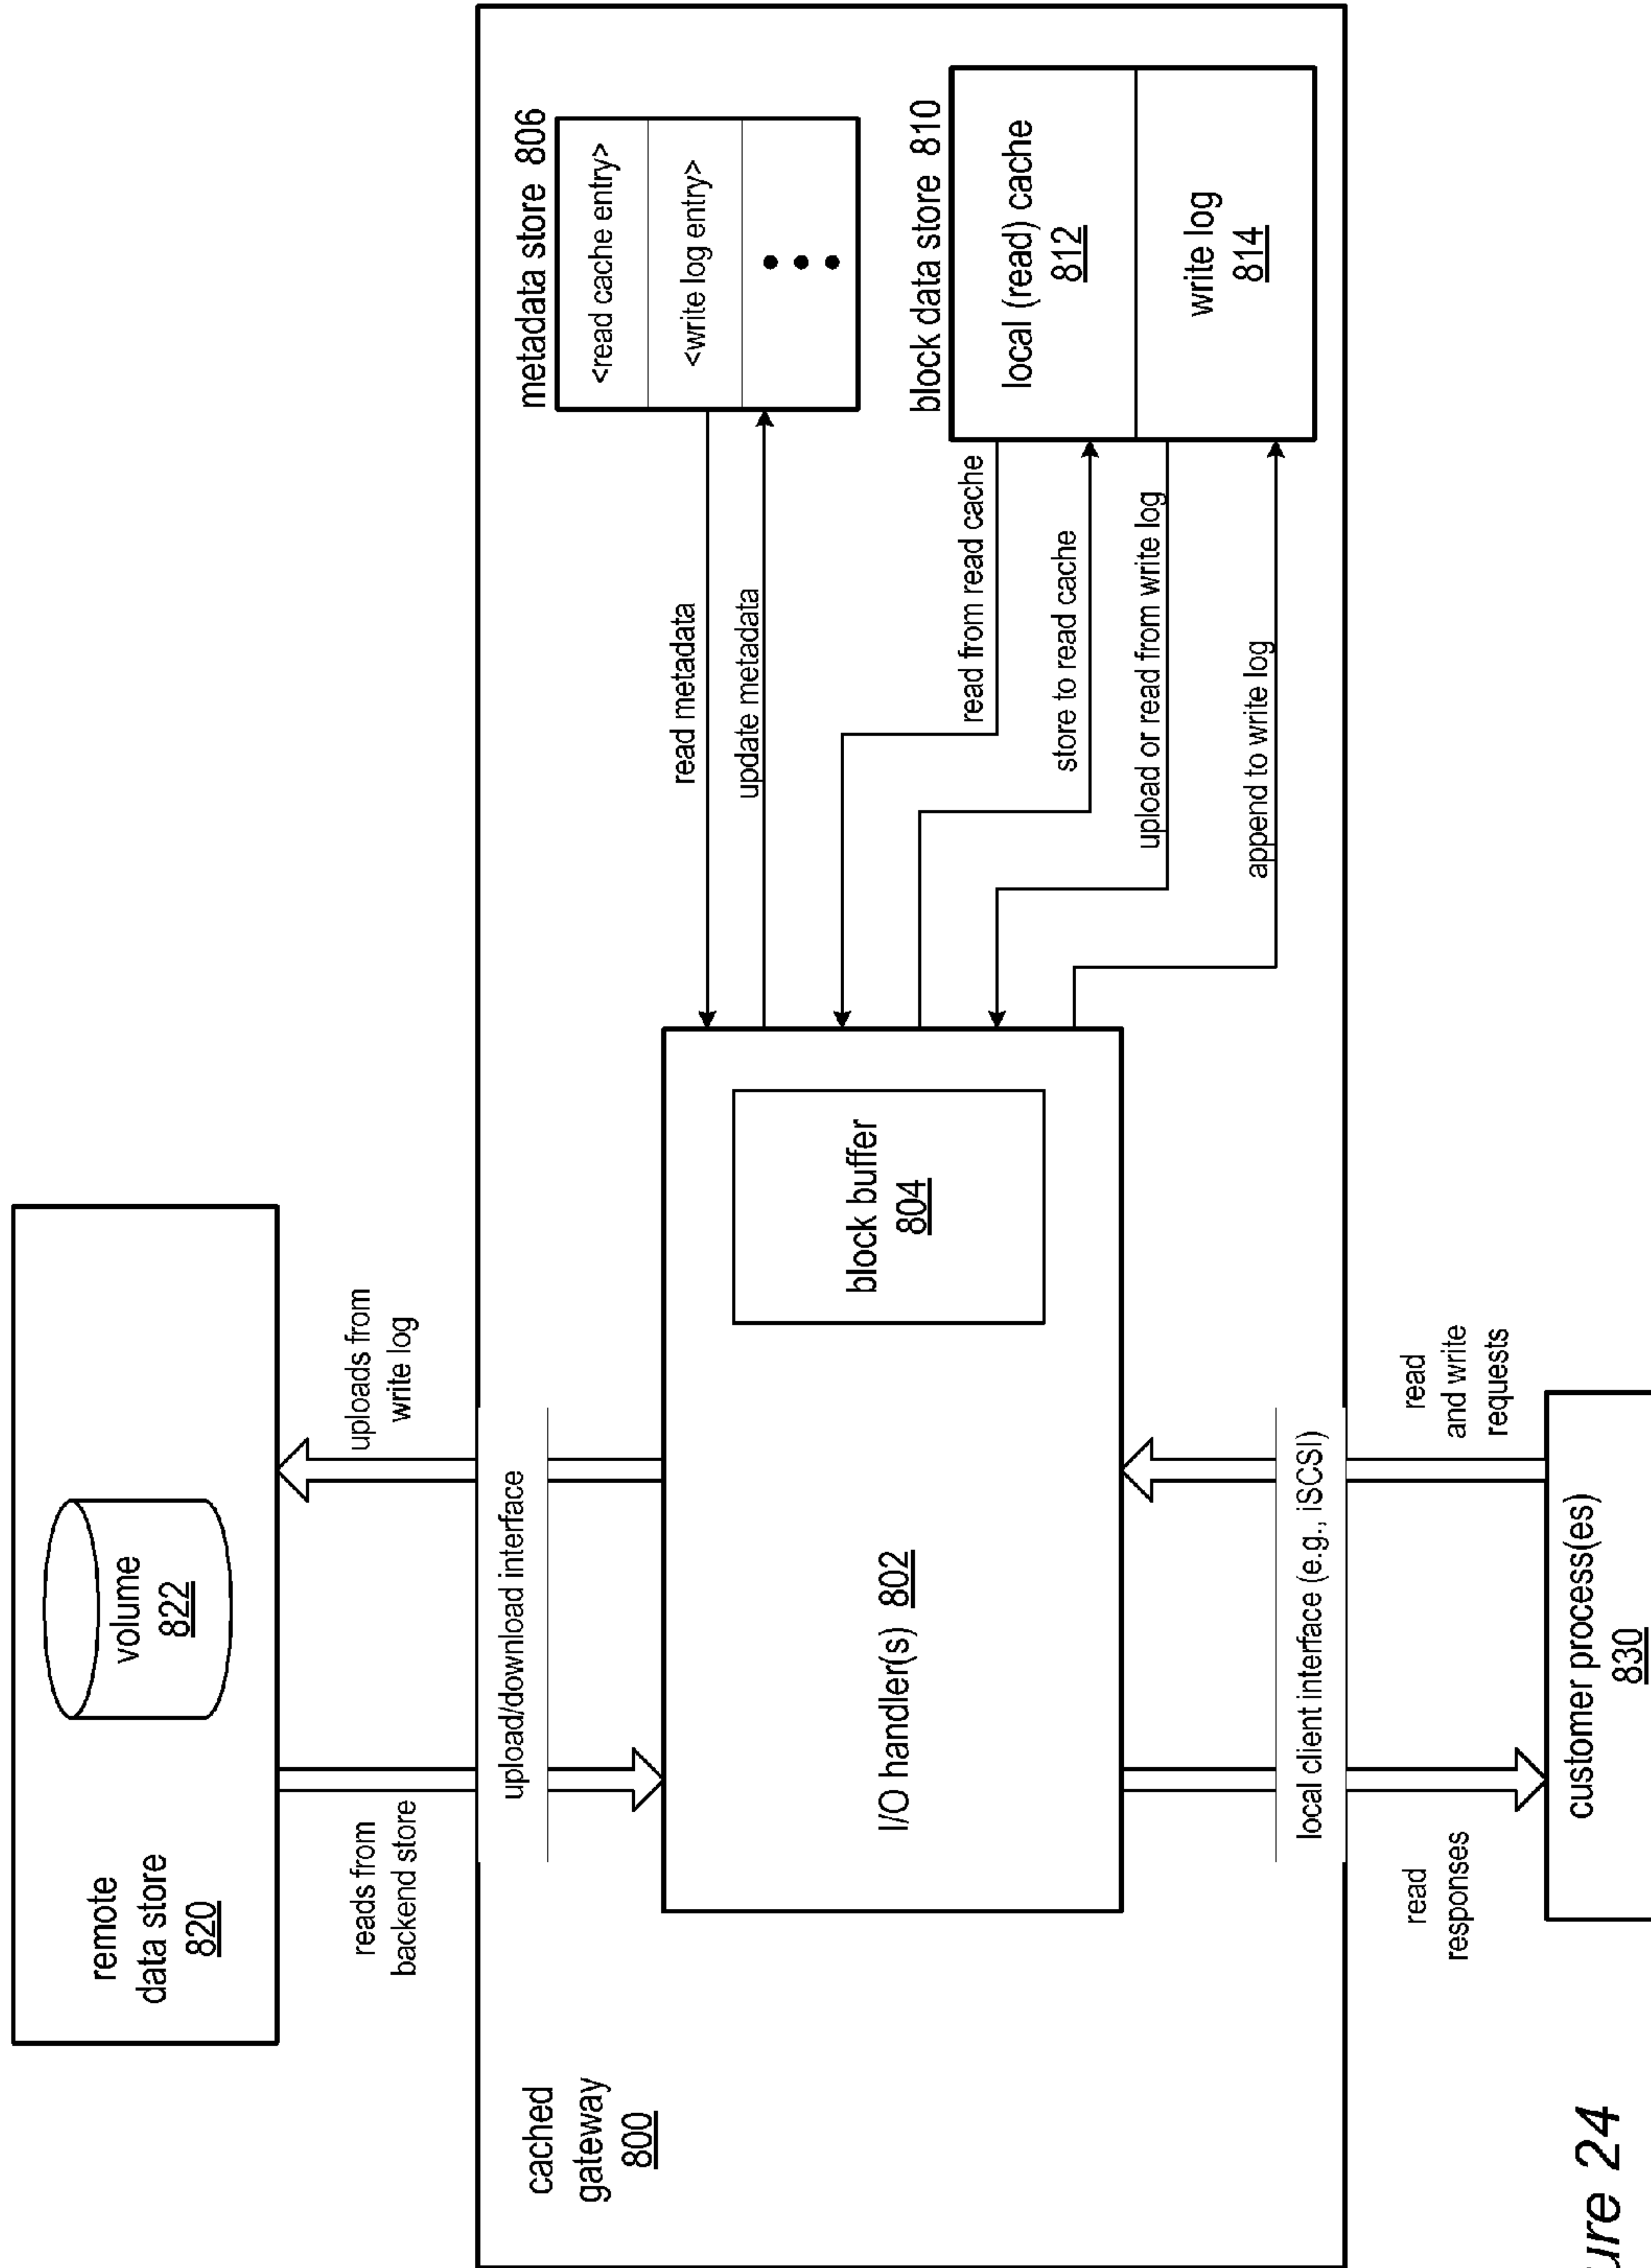 remote
data store
820
volume
822
reads from
backend store
uploads from
write log
cached
gateway
800
upload/download interface
I/O handler(s) 802
block buffer
804
local client interface (e.g., iSCSI)
read metadata
update metadata
read from read cache
store to read cache
upload or read from write log
append to write log
metadata store 806
<read cache entry>
<write log entry>
block data store 810
local (read) cache
812
write log
814
read
responses
read
and write
requests
customer process(es)
830
ure 24